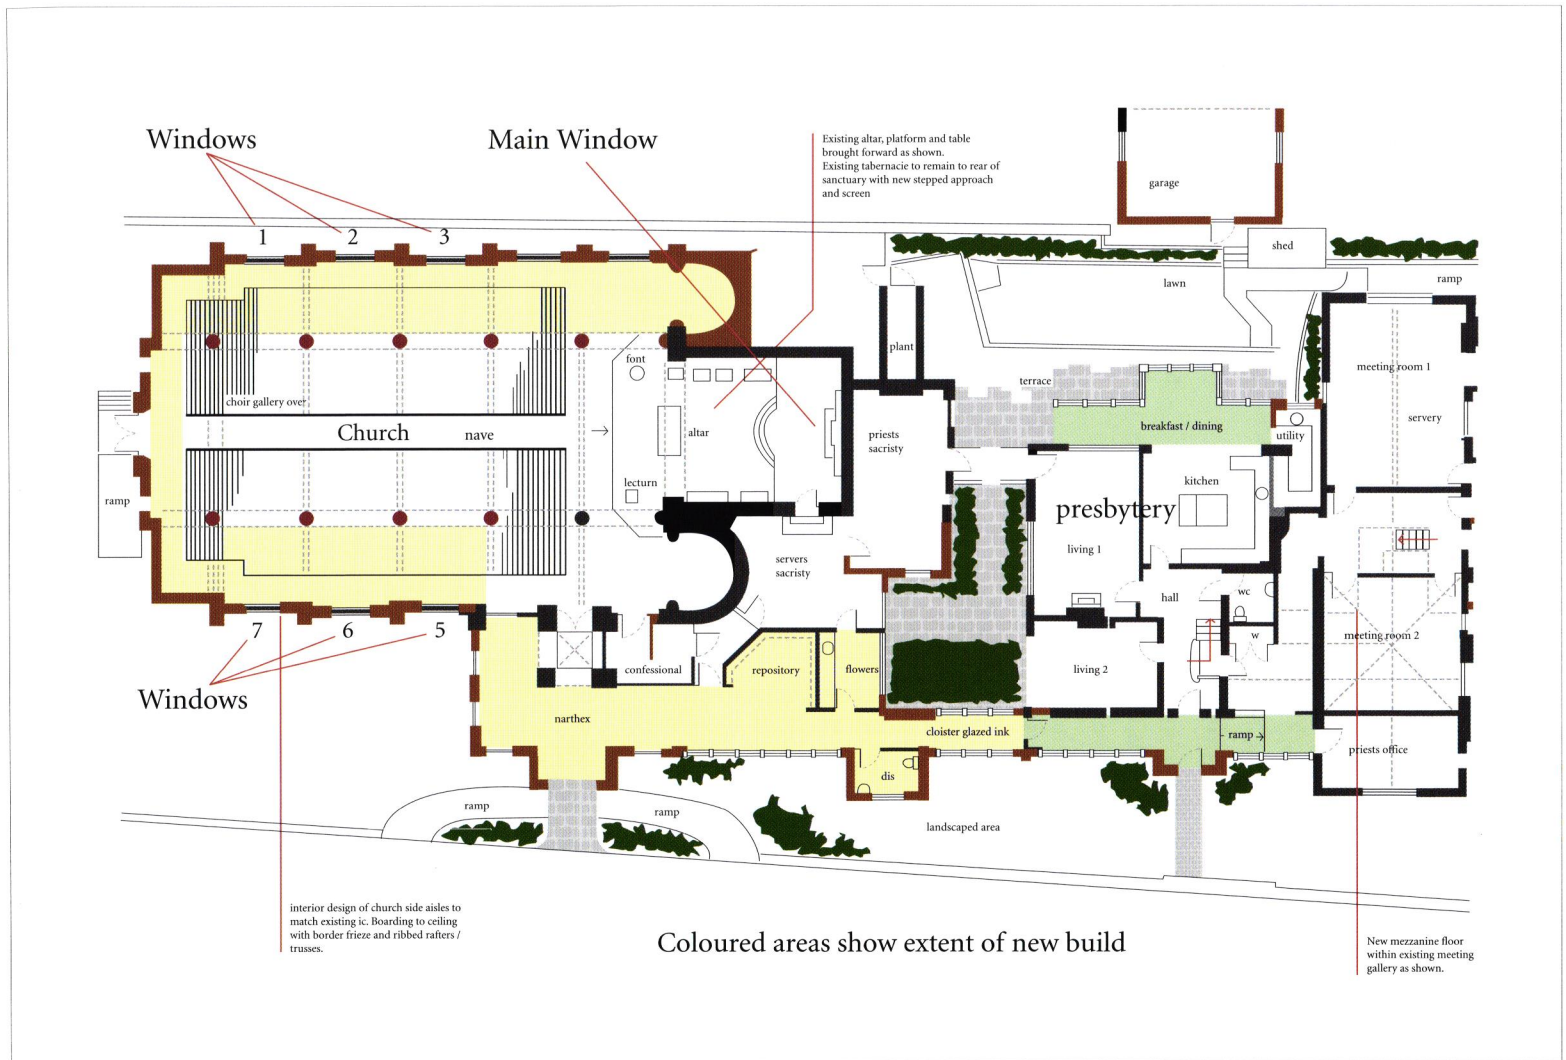 Windows
Main Window
Existing altar, platform and table
brought forward as shown.
Existing tabernacie to remain to rear of
sanctuary with new stepped approach
and screen
garage
1
2
3
shed
ramp
lawn
plant
font
terrace
meeting room 1
choir gallery over
servery
Church
nave
altar
priests
sacristy
breakfast / dining
utility
lecturn
kitchen
ramp
presbytery
living 1
servers
sacristy
hall
wc
7
6
5
w
meeting room 2
confessional
repository
flowers
living 2
Windows
narthex
cloister glazed ink
ramp
priests office
dis
ramp
ramp
landscaped area
interior design of church side aisles to
match existing ic. Boarding to ceiling
with border frieze and ribbed rafters /
trusses.
Coloured areas show extent of new build
New mezzanine floor
within existing meeting
gallery as shown.